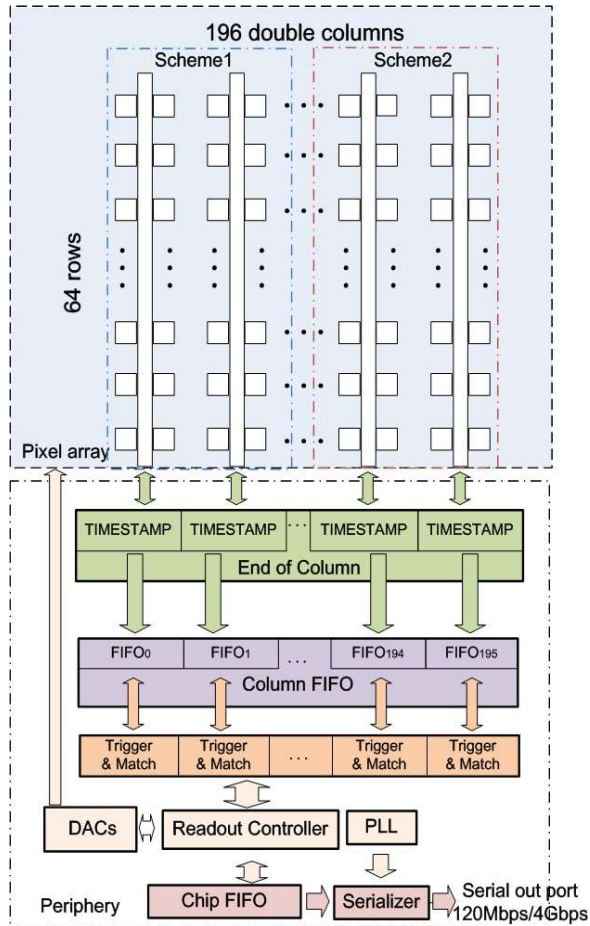 196 double columns
Scheme1
Scheme2
64 rows
Pixel array
TIMESTAMP TIMESTAMP ... TIMESTAMP TIMESTAMP
End of Column
FIFO0 FIFO1 ... FIFO194 FIFO195
Column FIFO
Trigger & Match
Trigger & Match
...
Trigger & Match
Trigger & Match
DACs
Readout Controller
PLL
Periphery
Chip FIFO
Serializer
Serial out port
120Mbps/4Gbps